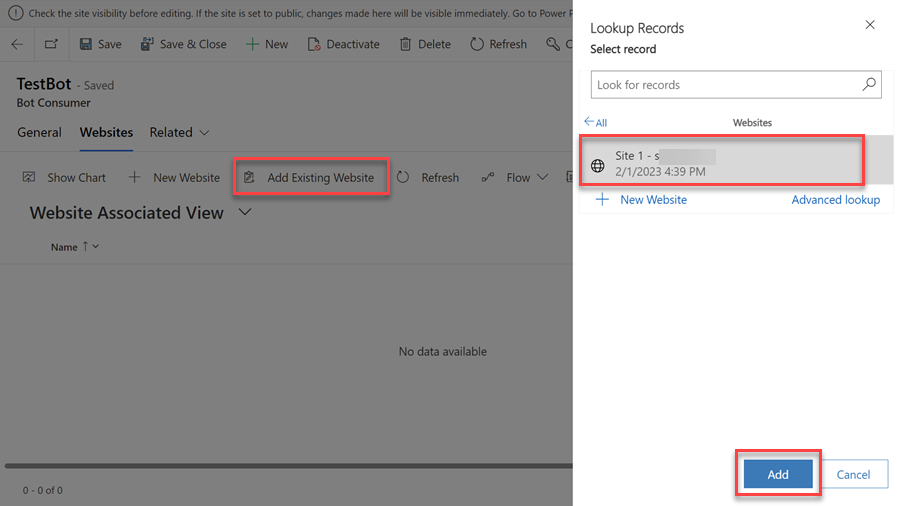 Check the site visibility before editing. If the site is set to public, changes made here will be visible immediately. Go to Power
Save
Save & Close
New
Deactivate
Delete
Refresh
TestBot - Saved
Bot Consumer
General
Websites
Related
Show Chart
New Website
Add Existing Website
Refresh
Flow
Website Associated View
Name
No data available
0 - 0 of 0
Lookup Records
Select record
Look for records
All
Websites
Site 1 - s
2/1/2023 4:39 PM
New Website
Advanced lookup
Add
Cancel